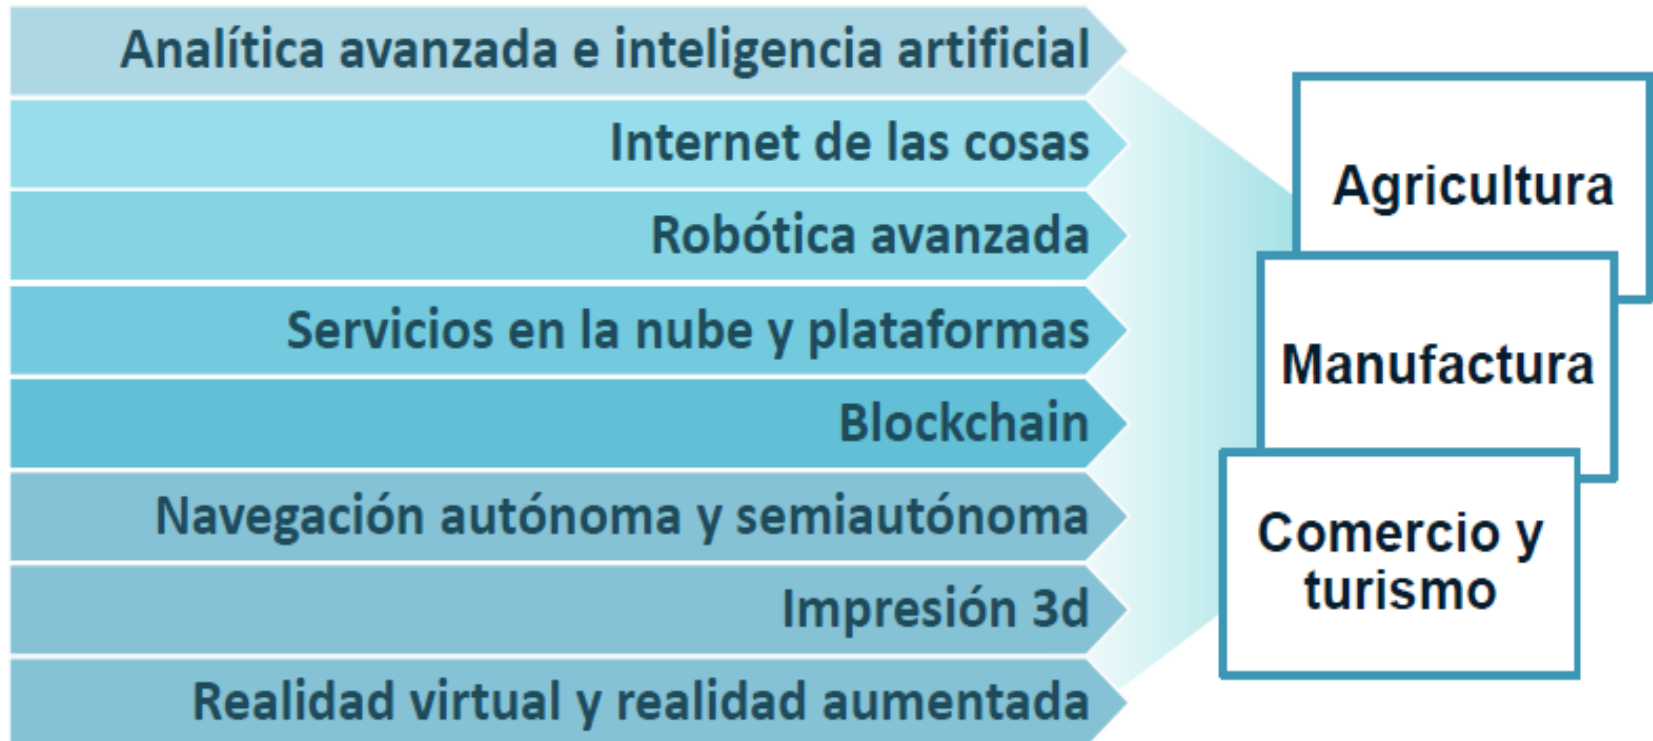 Analítica avanzada e inteligencia artificial
Internet de las cosas
Robótica avanzada
Servicios en la nube y plataformas
Blockchain
Navegación autónoma y semiautónoma
Impresión 3d
Realidad virtual y realidad aumentada
Agricultura
Manufactura
Comercio y
turismo